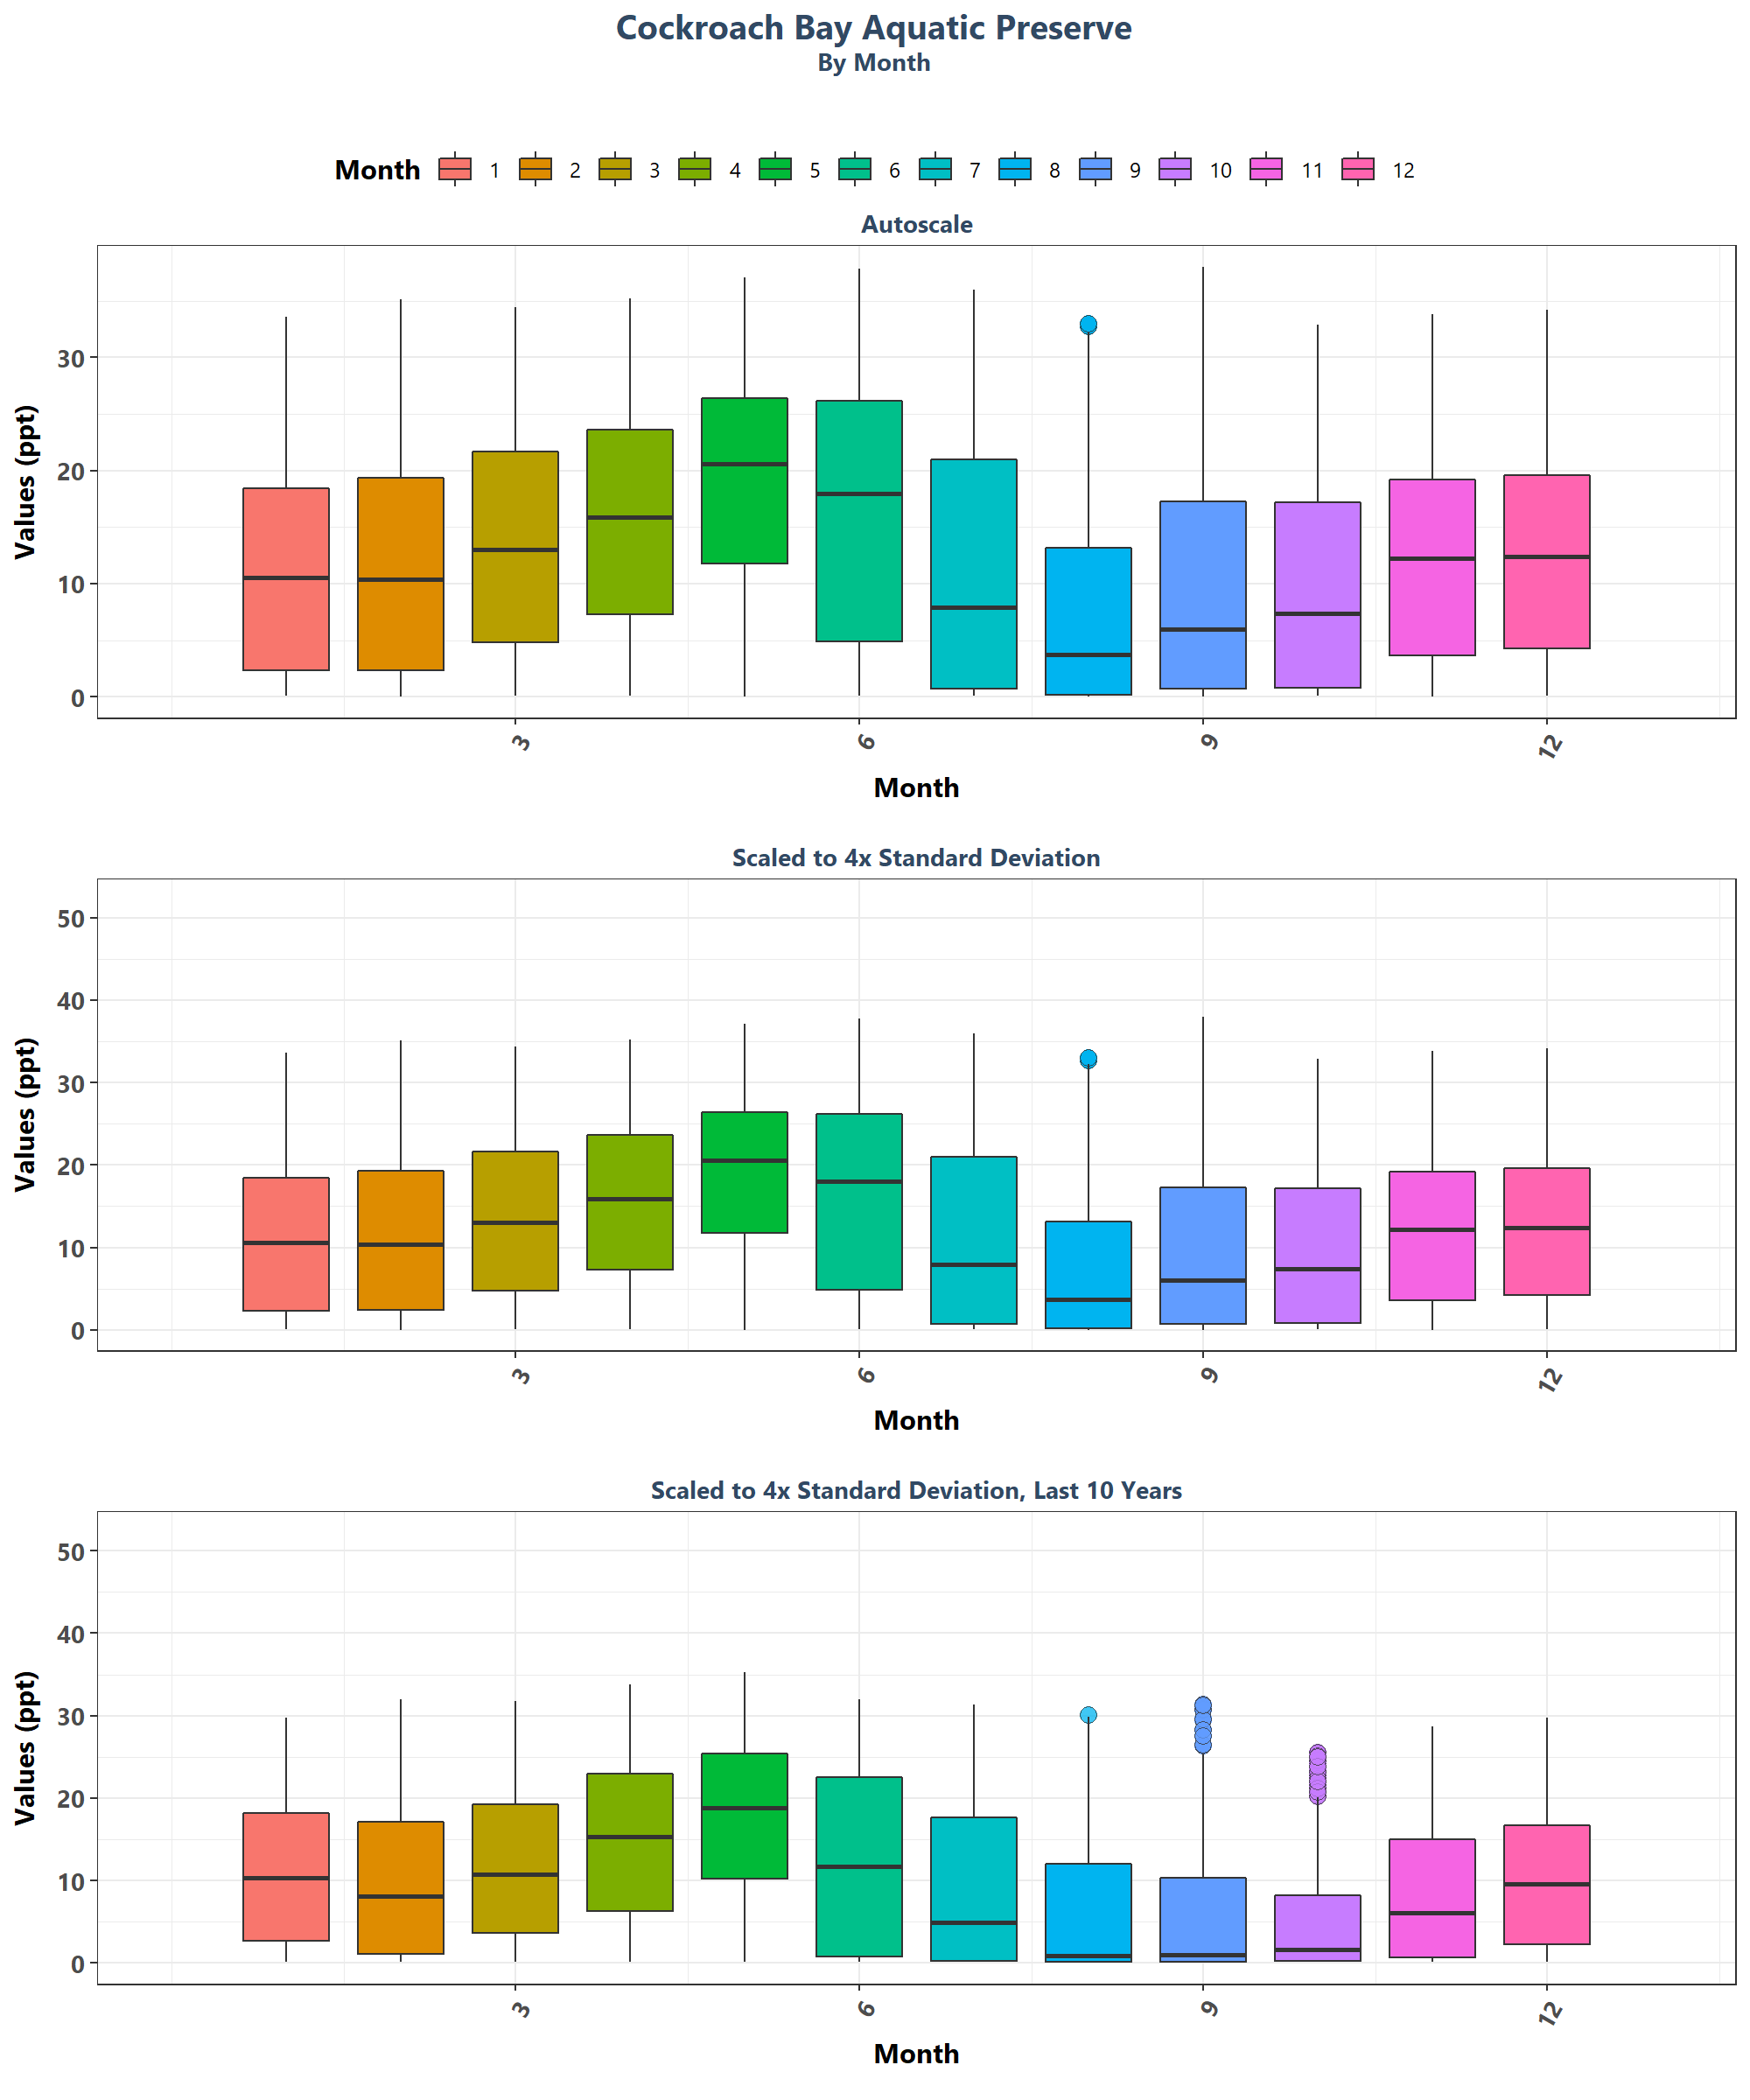 Cockroach Bay Aquatic Preserve
By Month
Month 1 2 3 4 5 6 7 8 9 10 11 12
Autoscale
Values (ppt)
30
20
10
0
3 6 9 12
Month
Scaled to 4x Standard Deviation
Values (ppt)
50
40
30
20
10
0
3 6 9 12
Month
Scaled to 4x Standard Deviation, Last 10 Years
Values (ppt)
50
40
30
20
10
0
3 6 9 12
Month